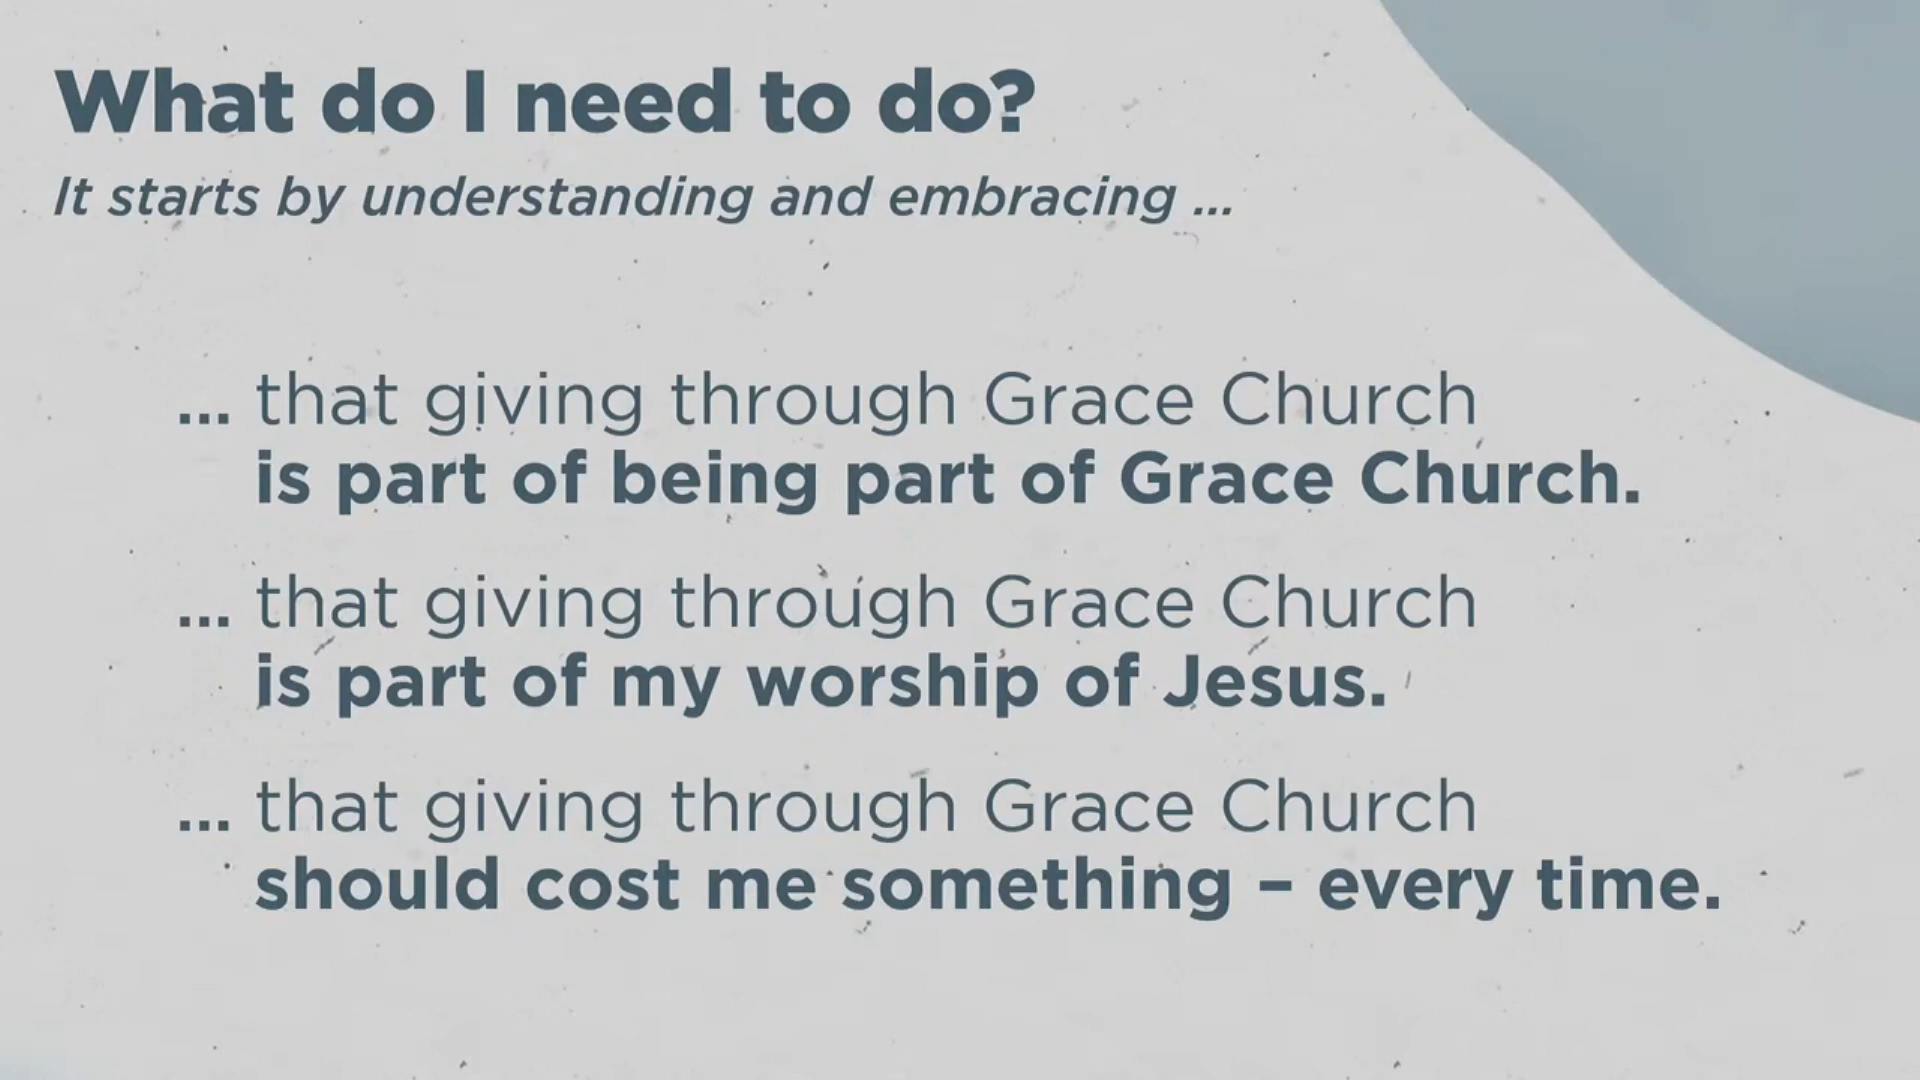 What do I need to do?
It starts by understanding and embracing ...
... that giving through Grace Church
is part of being part of Grace Church.
... that giving through Grace Church
is part of my worship of Jesus.
... that giving through Grace Church
should cost me something – every time.